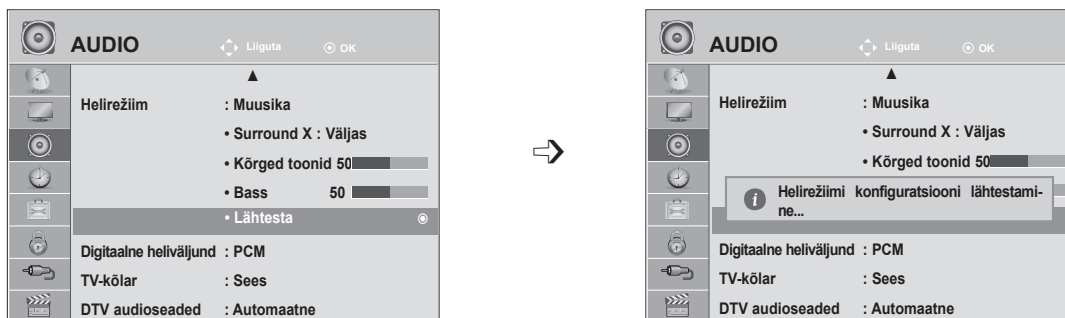 AUDIO
Liiguta
OK
Helirežiim : Muusika
• Surround X : Väljas
• Kõrged toonid 50
• Bass 50
• Lähtesta
Digitaalne heliväljund : PCM
TV-kõlar : Sees
DTV audioseaded : Automaatne
AUDIO
Liiguta
OK
Helirežiim : Muusika
• Surround X : Väljas
• Kõrged toonid 50
Helirežiimi konfiguratsiooni lähtestami-
ne...
Digitaalne heliväljund : PCM
TV-kõlar : Sees
DTV audioseaded : Automaatne